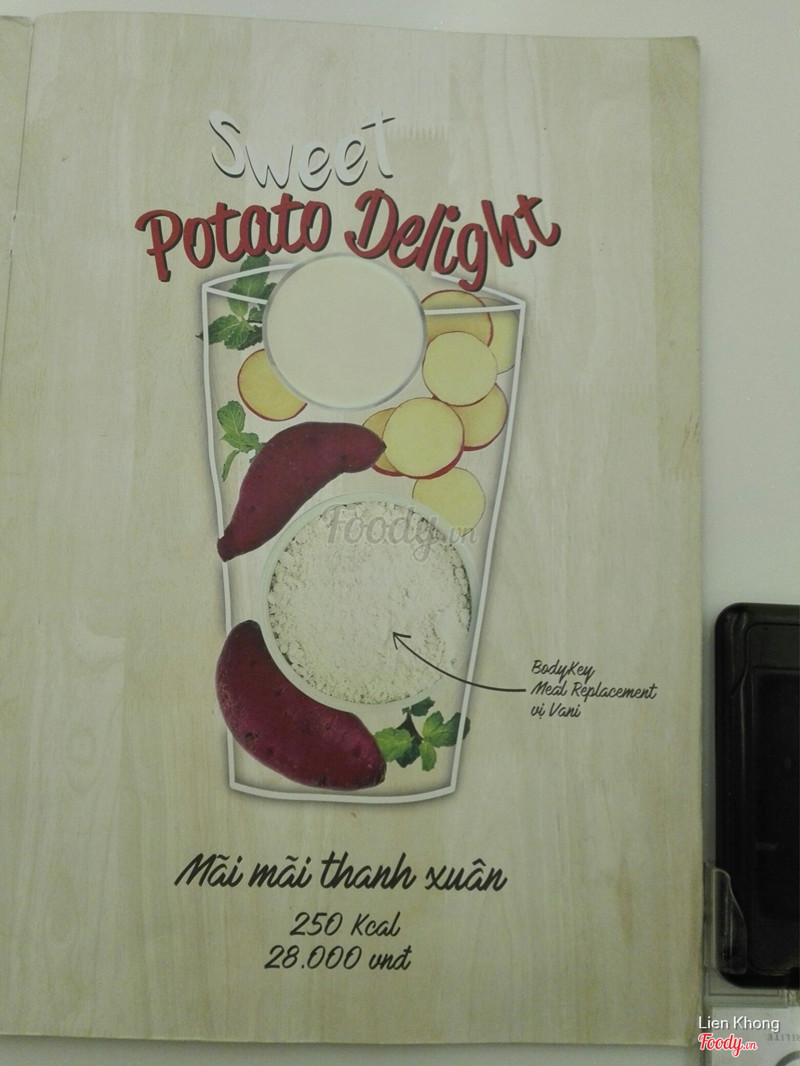 Sweet
Potato Delight
Foody.vn
BodyKey
Meal Replacement
vị Vani
Mãi mãi thanh xuân
250 Kcal
28.000 vnđ
Lien Khong
Foody.vn